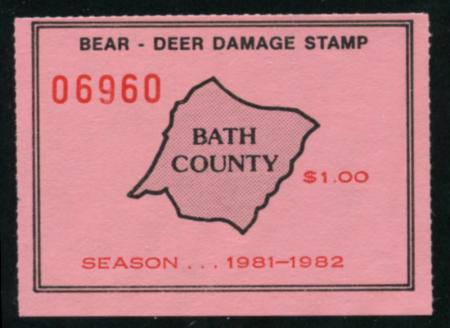 BEAR - DEER DAMAGE STAMP
06960
BATH
COUNTY
$1.00
SEASON . . . 1981–1982